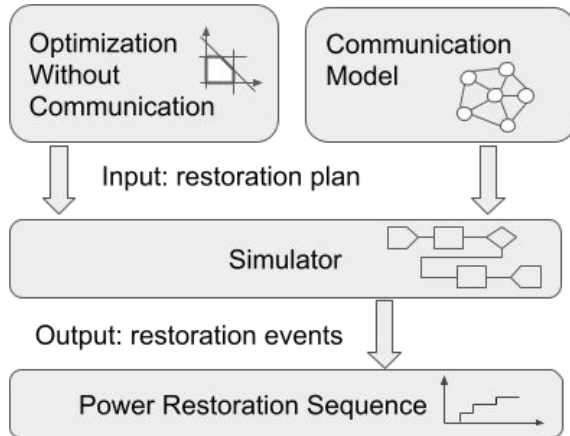 Optimization
Without
Communication
Communication
Model
Input: restoration plan
Simulator
Output: restoration events
Power Restoration Sequence